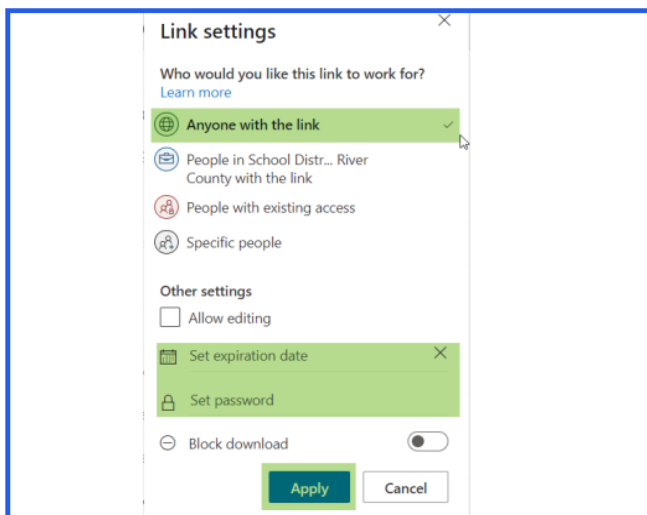 Link settings
Who would you like this link to work for?
Learn more
Anyone with the link
People in School Distr... River
County with the link
People with existing access
Specific people
Other settings
Allow editing
Set expiration date
Set password
Block download
Apply
Cancel